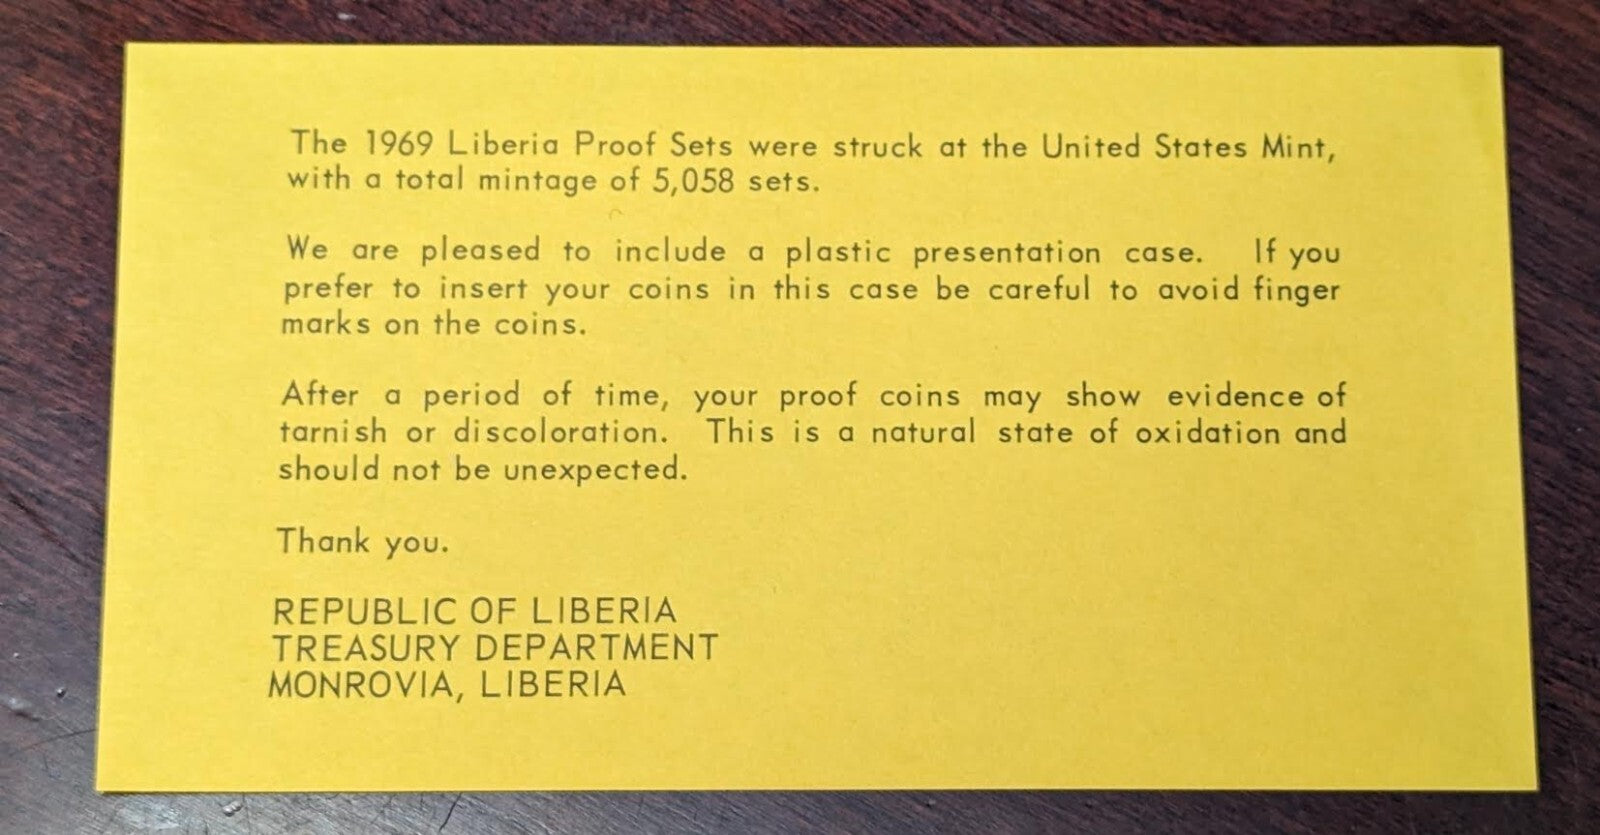 The 1969 Liberia Proof Sets were struck at the United States Mint,
with a total mintage of 5,058 sets.
We are pleased to include a plastic presentation case. If you
prefer to insert your coins in this case be careful to avoid finger
marks on the coins.
After a period of time, your proof coins may show evidence of
tarnish or discoloration. This is a natural state of oxidation and
should not be unexpected.
Thank you.
REPUBLIC OF LIBERIA
TREASURY DEPARTMENT
MONROVIA, LIBERIA